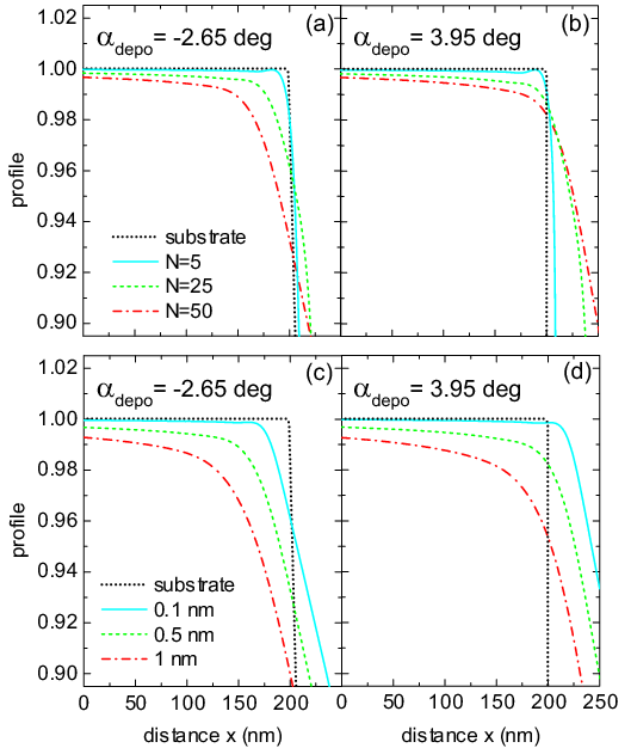 (a)
α_depo = -2.65 deg
(b)
α_depo = 3.95 deg
1.02
1.00
0.98
0.96
0.94
0.92
0.90
profile
substrate
N=5
N=25
N=50
(c)
α_depo = -2.65 deg
(d)
α_depo = 3.95 deg
1.02
1.00
0.98
0.96
0.94
0.92
0.90
profile
substrate
0.1 nm
0.5 nm
1 nm
0 50 100 150 200
0 50 100 150 200 250
distance x (nm)
distance x (nm)